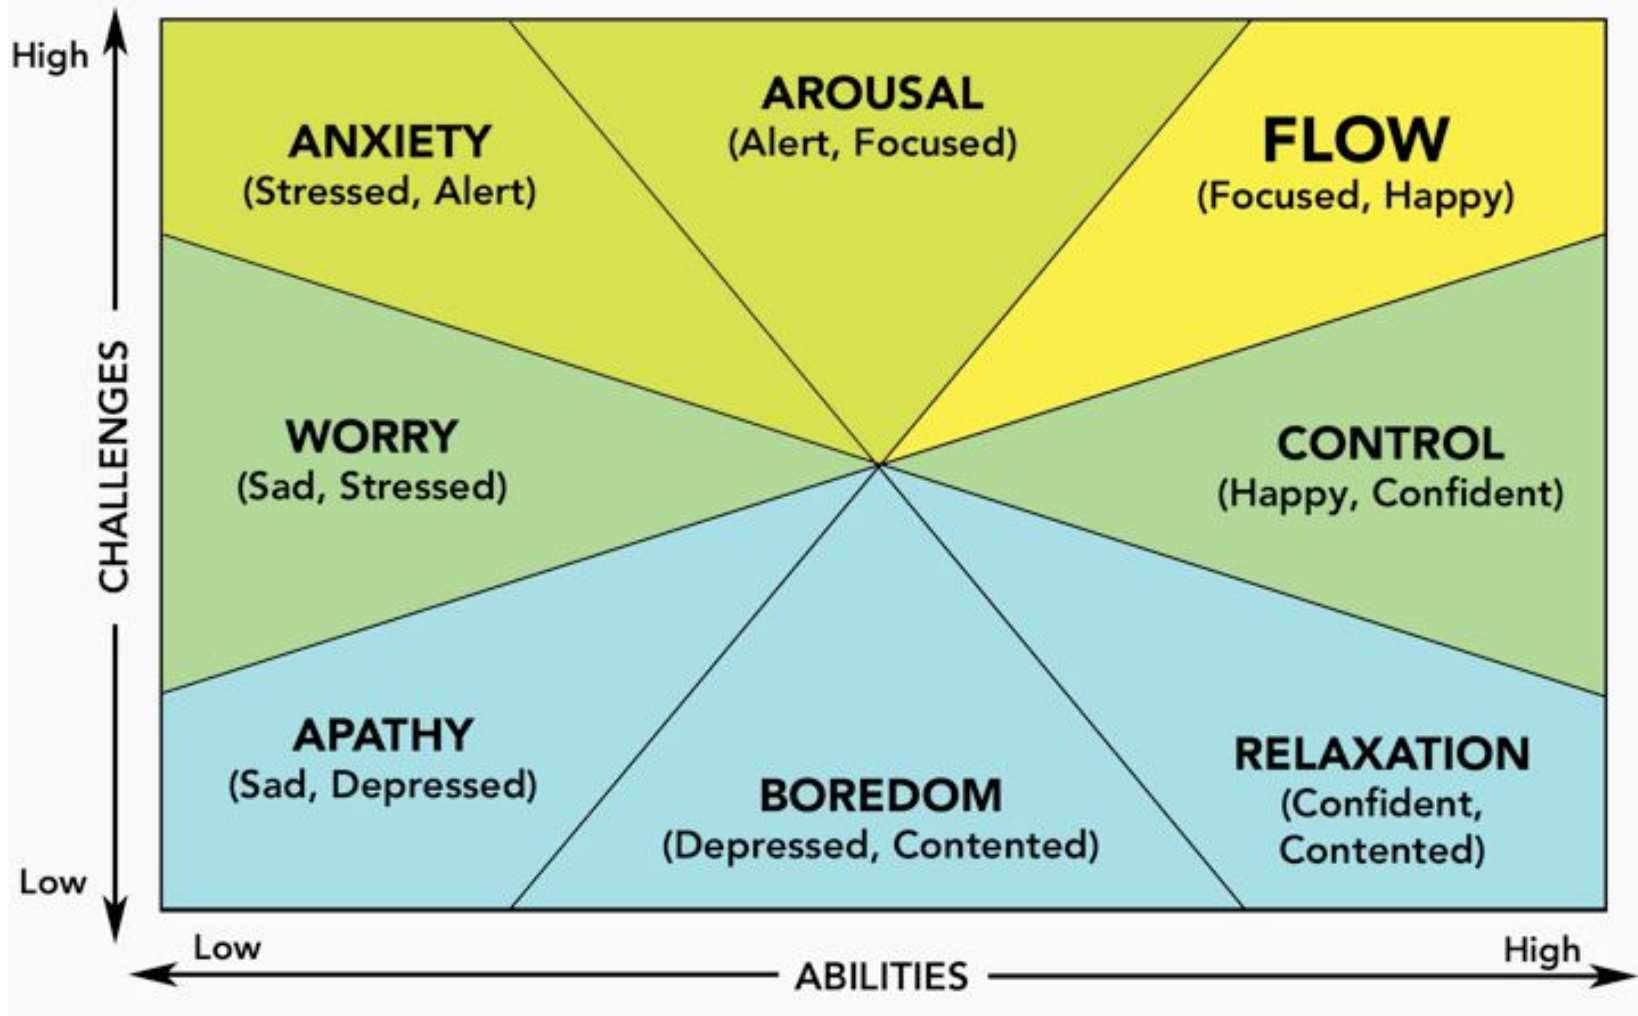 High
AROUSAL
(Alert, Focused)
ANXIETY
(Stressed, Alert)
FLOW
(Focused, Happy)
CHALLENGES
WORRY
(Sad, Stressed)
CONTROL
(Happy, Confident)
APATHY
(Sad, Depressed)
BOREDOM
(Depressed, Contented)
RELAXATION
(Confident,
Contented)
Low
Low
High
ABILITIES